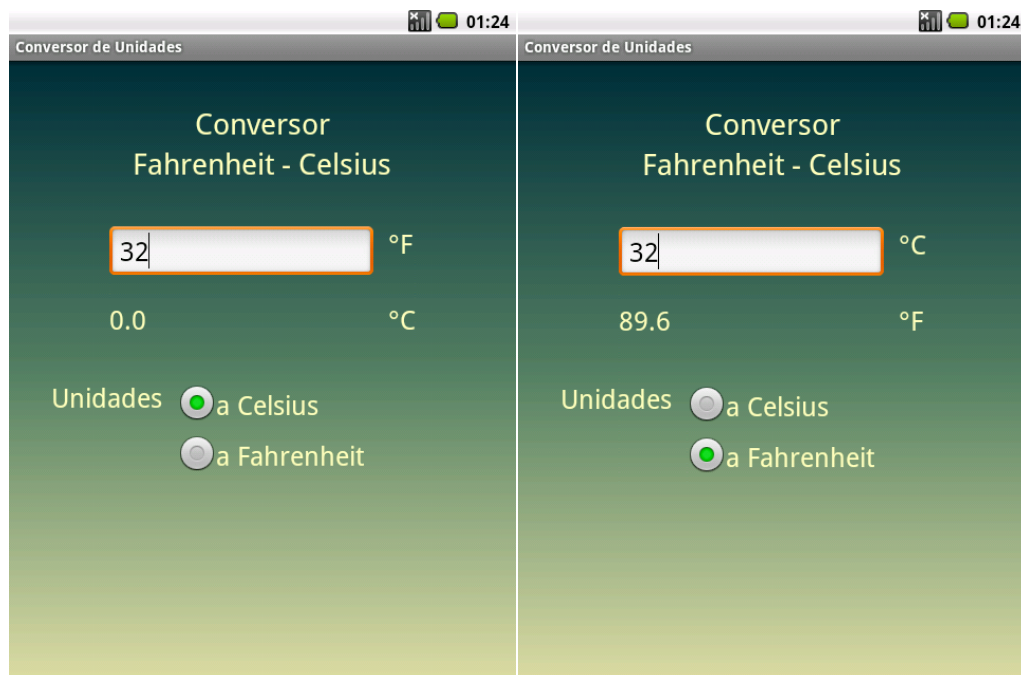 01:24
Conversor de Unidades
Conversor
Fahrenheit - Celsius
32 °F
0.0 °C
Unidades a Celsius
a Fahrenheit
01:24
Conversor de Unidades
Conversor
Fahrenheit - Celsius
32 °C
89.6 °F
Unidades a Celsius
a Fahrenheit